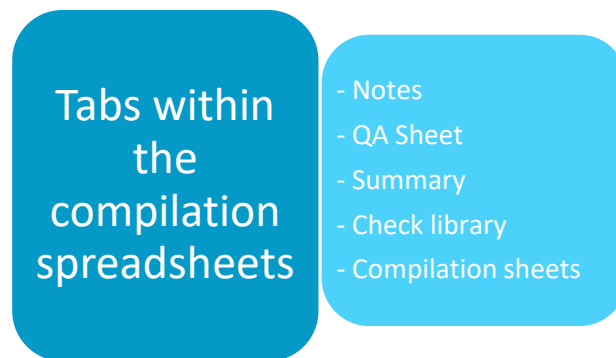 Tabs within
the
compilation
spreadsheets
- Notes
- QA Sheet
- Summary
- Check library
- Compilation sheets